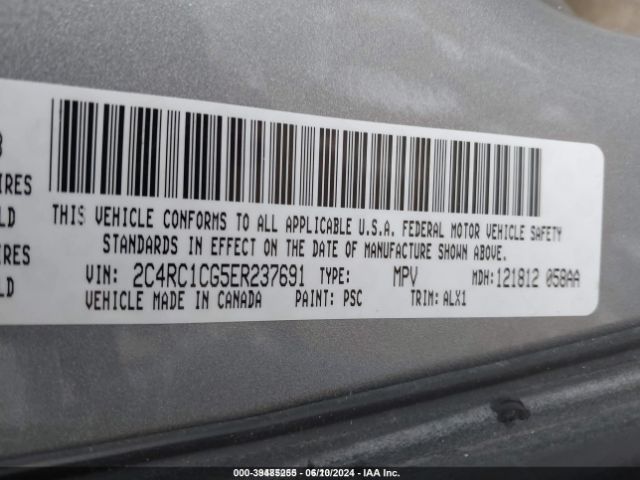 3
IRES
LD
IRES
LD
THIS VEHICLE CONFORMS TO ALL APPLICABLE U.S.A. FEDERAL MOTOR VEHICLE SAFETY
STANDARDS IN EFFECT ON THE DATE OF MANUFACTURE SHOWN ABOVE.
VIN: 2C4RC1CG5ER237691 TYPE: MPV MDH:121812 058AA
VEHICLE MADE IN CANADA PAINT: PSC TRIM: ALX1
06/10/2024 - IAA Inc.